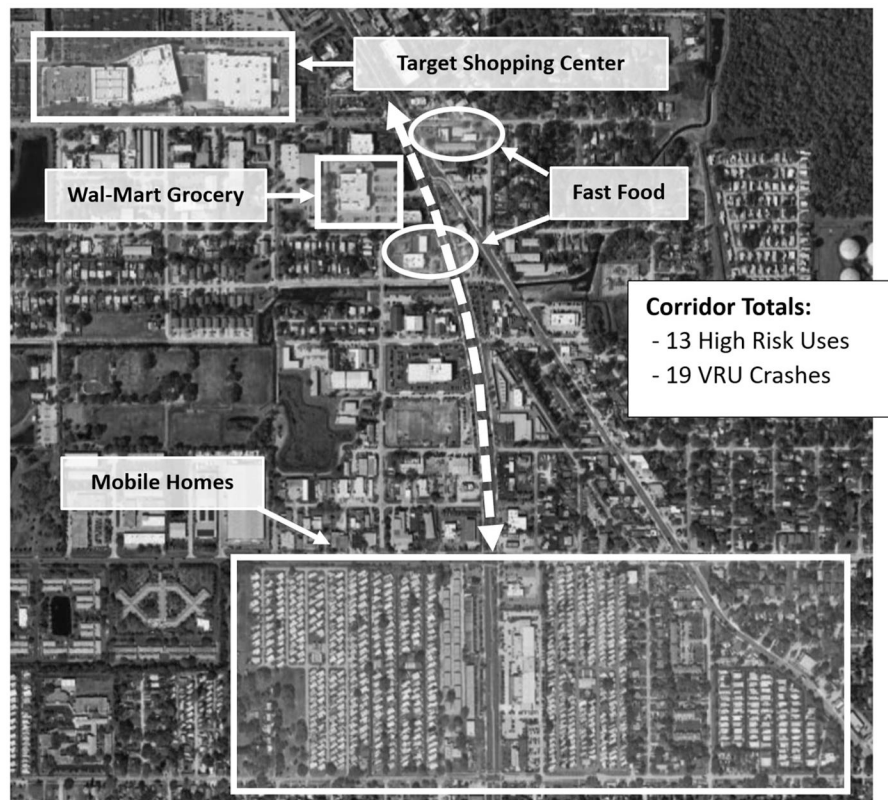 Target Shopping Center
Wal-Mart Grocery
Fast Food
Corridor Totals:
- 13 High Risk Uses
- 19 VRU Crashes
Mobile Homes